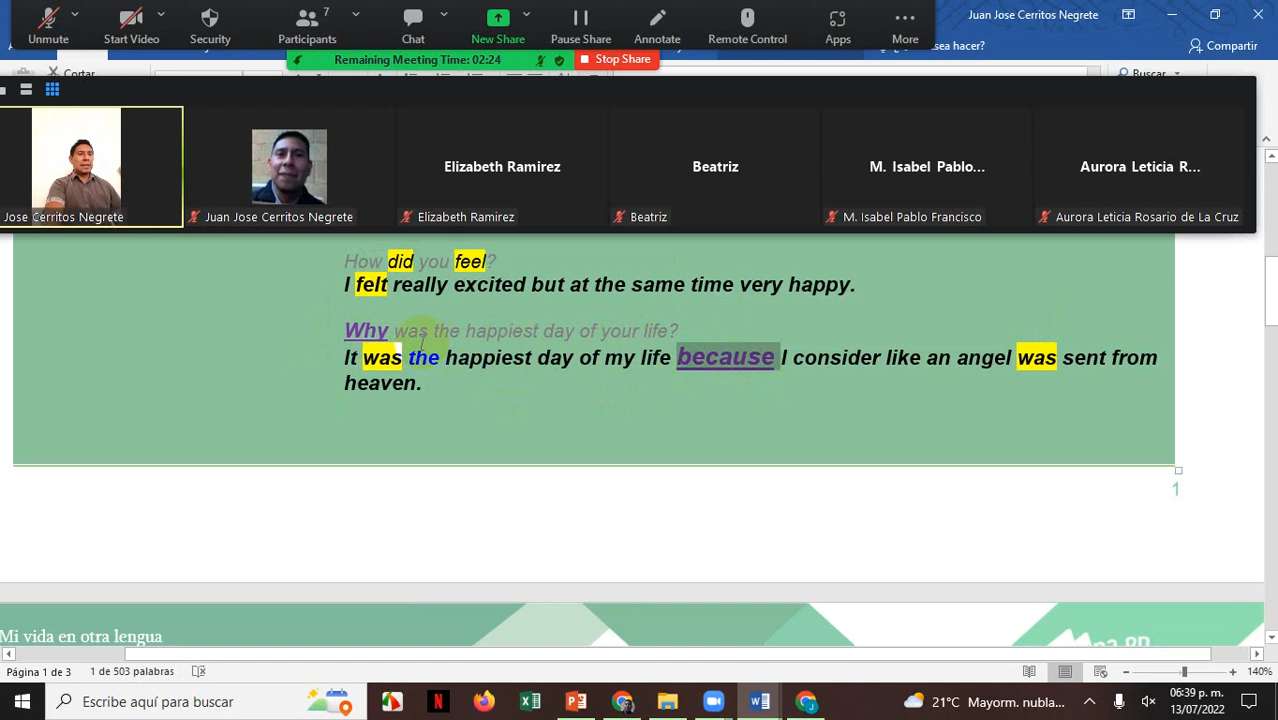 Unmute
Start Video
Security
Participants
7
Chat
New Share
Pause Share
Annotate
Remote Control
Apps
More
Juan Jose Cerritos Negrete
Remaining Meeting Time: 02:24
Stop Share
ea hacer?
Compartir
Cortar
Buscar
Elizabeth Ramirez
Beatriz
M. Isabel Pablo...
Aurora Leticia R...
Jose Cerritos Negrete
Juan Jose Cerritos Negrete
Elizabeth Ramirez
Beatriz
M. Isabel Pablo Francisco
Aurora Leticia Rosario de La Cruz
How did you feel?
I felt really excited but at the same time very happy.
Why was the happiest day of your life?
It was the happiest day of my life because I consider like an angel was sent from
heaven.
1
Mi vida en otra lengua
Página 1 de 3
1 de 503 palabras
140%
Escribe aquí para buscar
21°C Mayorm. nubla...
06:39 p. m.
13/07/2022